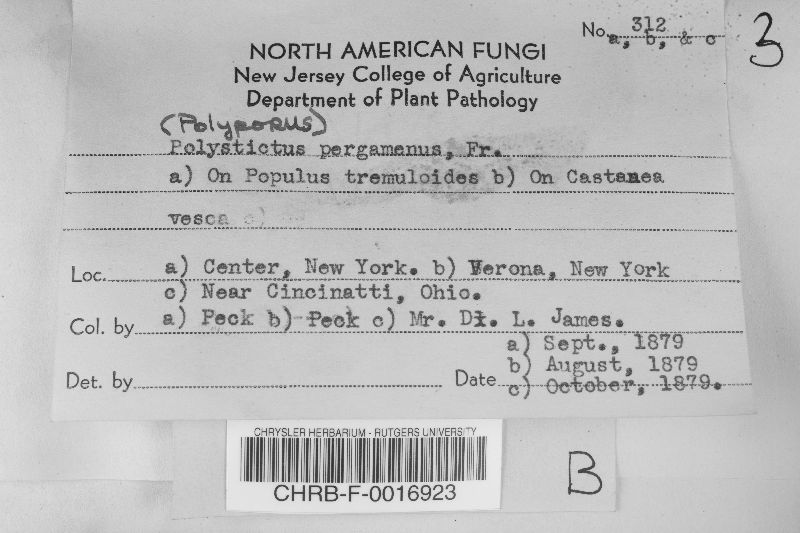 No. 312
a, b, & c
3
NORTH AMERICAN FUNGI
New Jersey College of Agriculture
Department of Plant Pathology
(Polyporus)
Polystictus pergamenus, Fr.
a) On Populus tremuloides b) On Castanea
vesca c)
Loc. a) Center, New York. b) Verona, New York
c) Near Cincinatti, Ohio.
Col. by a) Peck b) Peck c) Mr. Di. L. James.
a) Sept., 1879
b) August, 1879
Det. by Date c) October, 1879.
CHRYSLER HERBARIUM - RUTGERS UNIVERSITY
CHRB-F-0016923
B